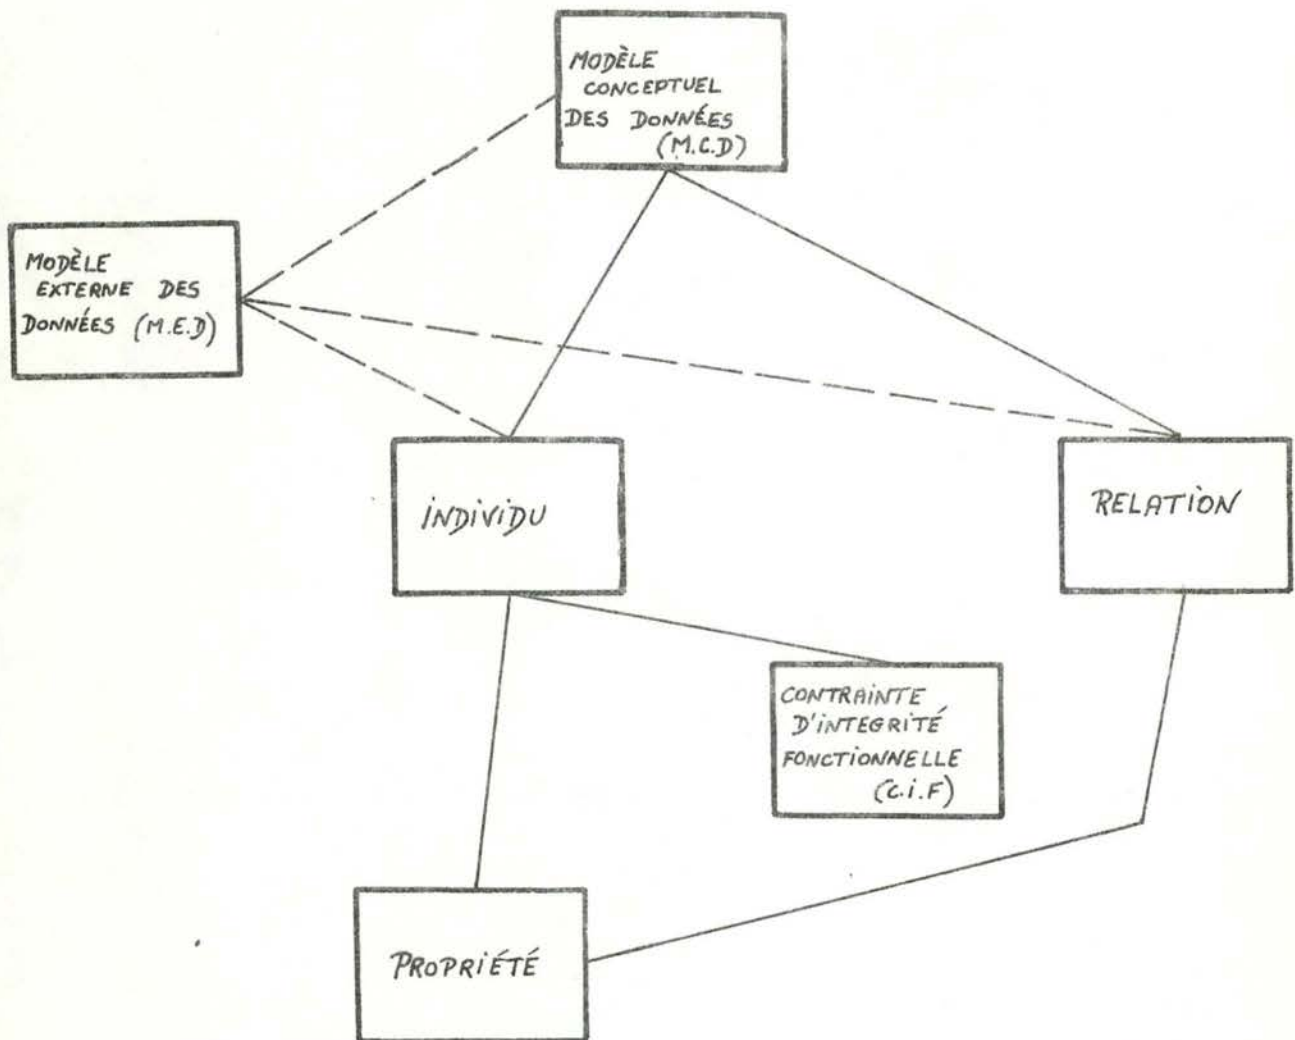 MODÈLE
CONCEPTUEL
DES DONNÉES
(M.C.D)
MODÈLE
EXTERNE DES
DONNÉES (M.E.D)
INDIVIDU
RELATION
CONTRAINTE
D'INTEGRITÉ
FONCTIONNELLE
(C.I.F)
PROPRIÉTÉ